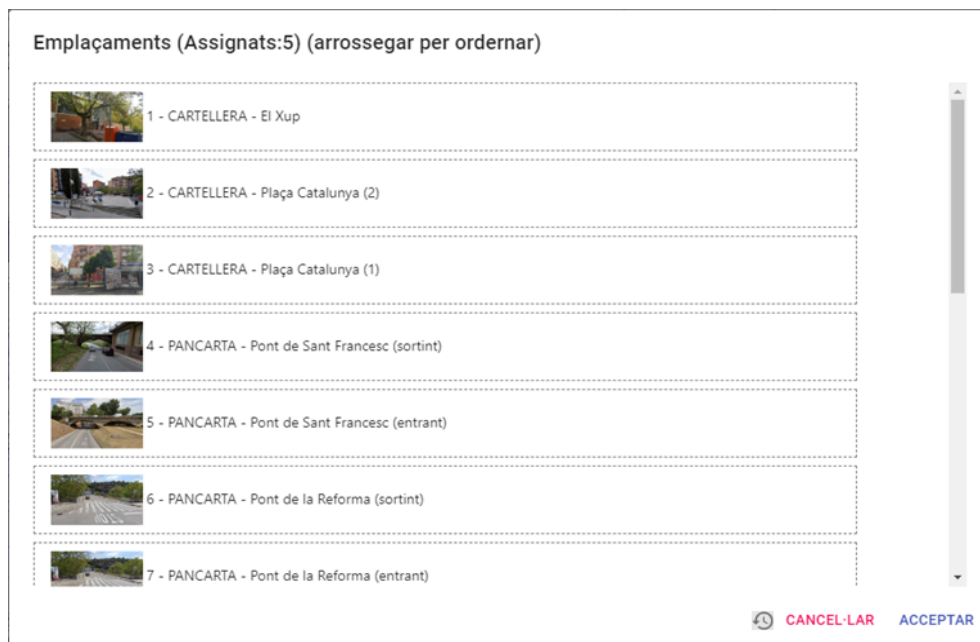 Emplaçaments (Assignats:5) (arrossegar per ordernar)
1 - CARTELLERA - El Xup
2 - CARTELLERA - Plaça Catalunya (2)
3 - CARTELLERA - Plaça Catalunya (1)
4 - PANCARTA - Pont de Sant Francesc (sortint)
5 - PANCARTA - Pont de Sant Francesc (entrant)
6 - PANCARTA - Pont de la Reforma (sortint)
7 - PANCARTA - Pont de la Reforma (entrant)
CANCEL·LAR ACCEPTAR